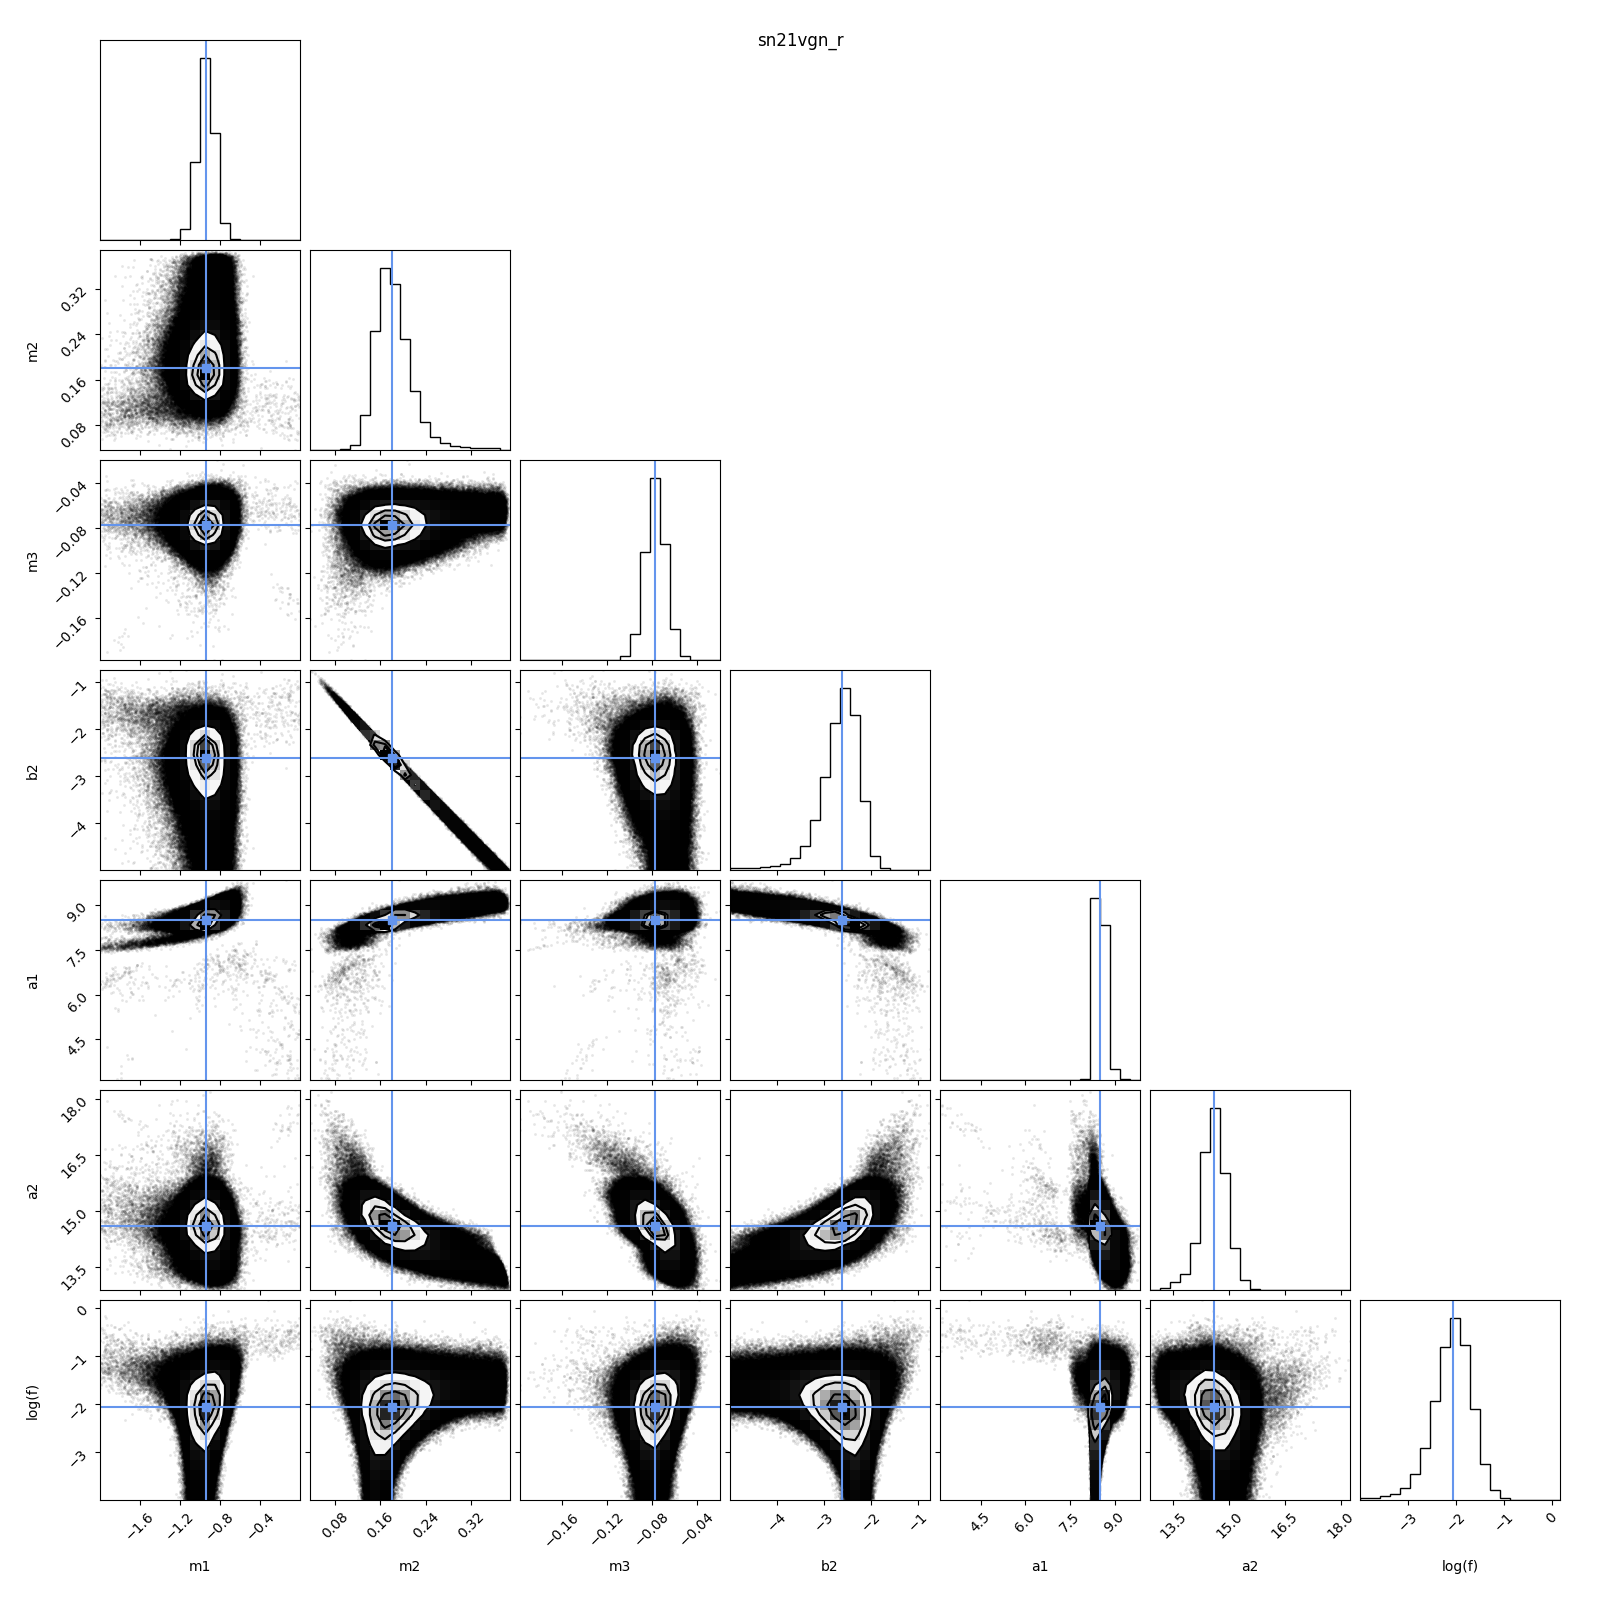 sn21vgn_r
m2
0.32
0.24
0.16
0.08
m3
−0.04
−0.08
−0.12
−0.16
b2
−1
−2
−3
−4
a1
9.0
7.5
6.0
4.5
a2
18.0
16.5
15.0
13.5
log(f)
0
−1
−2
−3
−1.6 −1.2 −0.8 −0.4 0.08 0.16 0.24 0.32 −0.16 −0.12 −0.08 −0.04 −4 −3 −2 −1 4.5 6.0 7.5 9.0 13.5 15.0 16.5 18.0 −3 −2 −1 0
m1 m2 m3 b2 a1 a2 log(f)